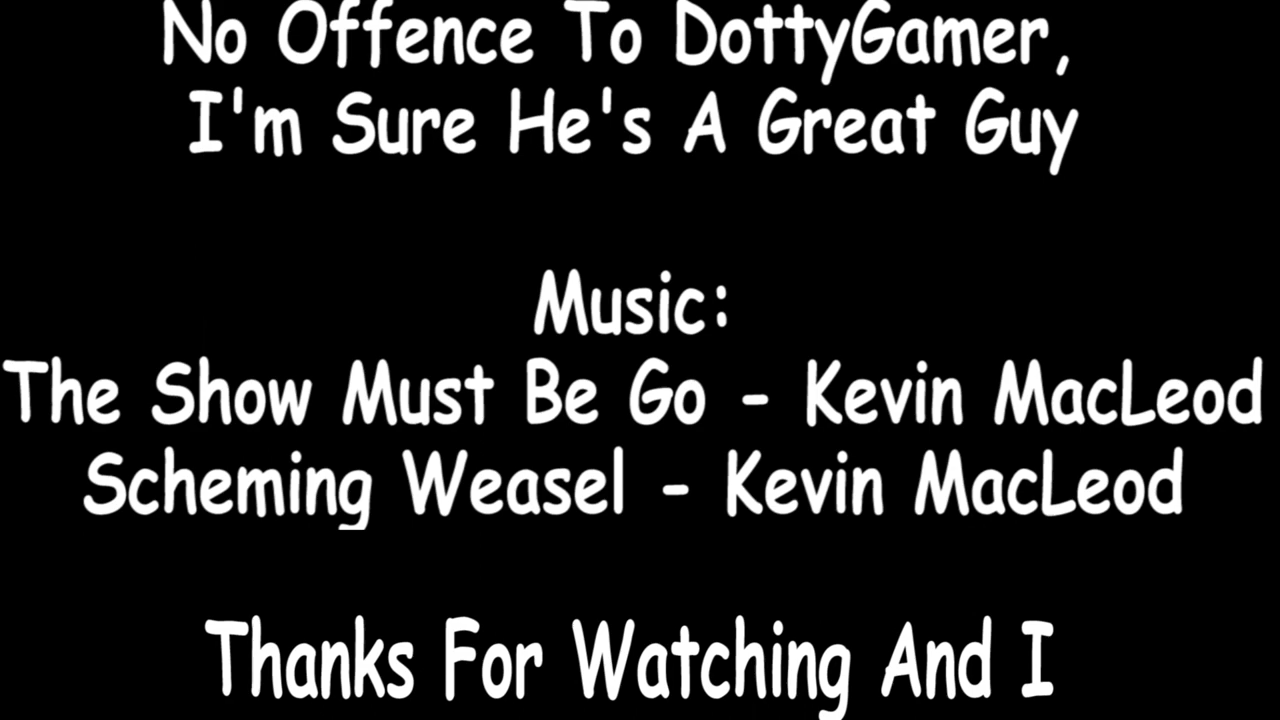 No Offence To DottyGamer,
I'm Sure He's A Great Guy
Music:
The Show Must Be Go - Kevin MacLeod
Scheming Weasel - Kevin MacLeod
Thanks For Watching And I